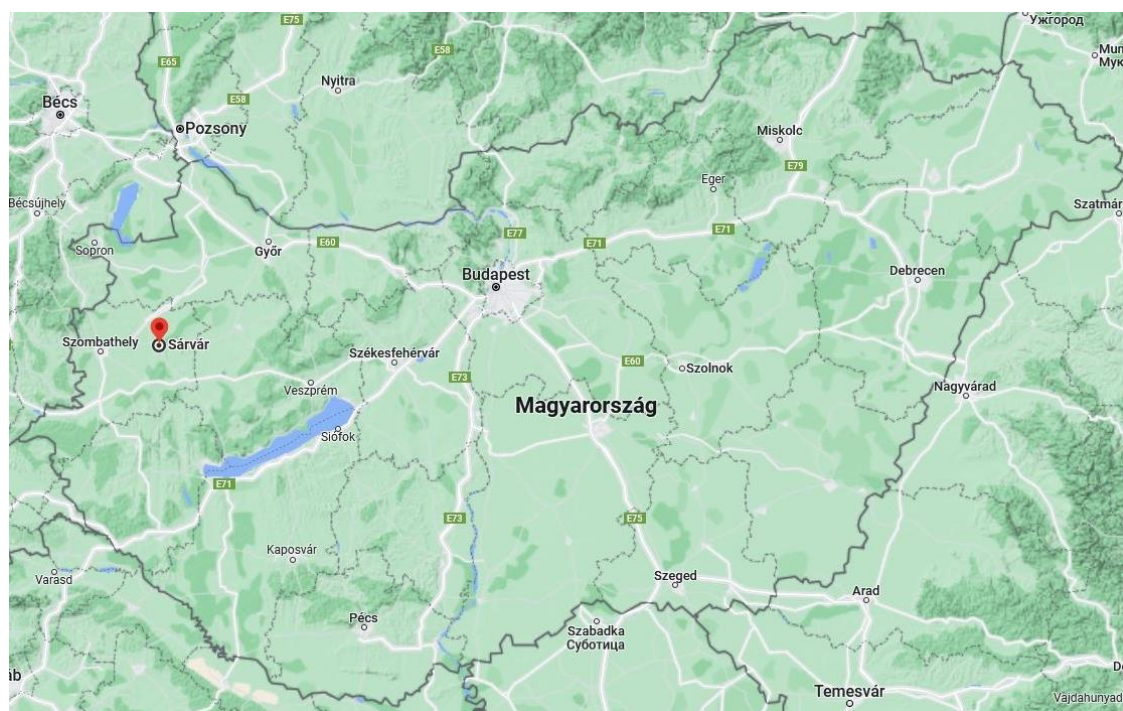 Ужгород
E75
E58
Mun
Мук
E65
Nyitra
Bécs
E58
Pozsony
Miskolc
E79
Eger
Bécsújhely
Szatmár
E77
E71
E71
Sopron
Győr
E60
Budapest
Debrecen
Szombathely
Sárvár
Székesfehérvár
E60
Szolnok
Veszprém
E73
Nagyvárad
Magyarország
Siófok
E71
E73
E75
Kaposvár
Varasd
Szeged
Arad
Pécs
Szabadka
Суботица
áb
Temesvár
Vajdahunyad